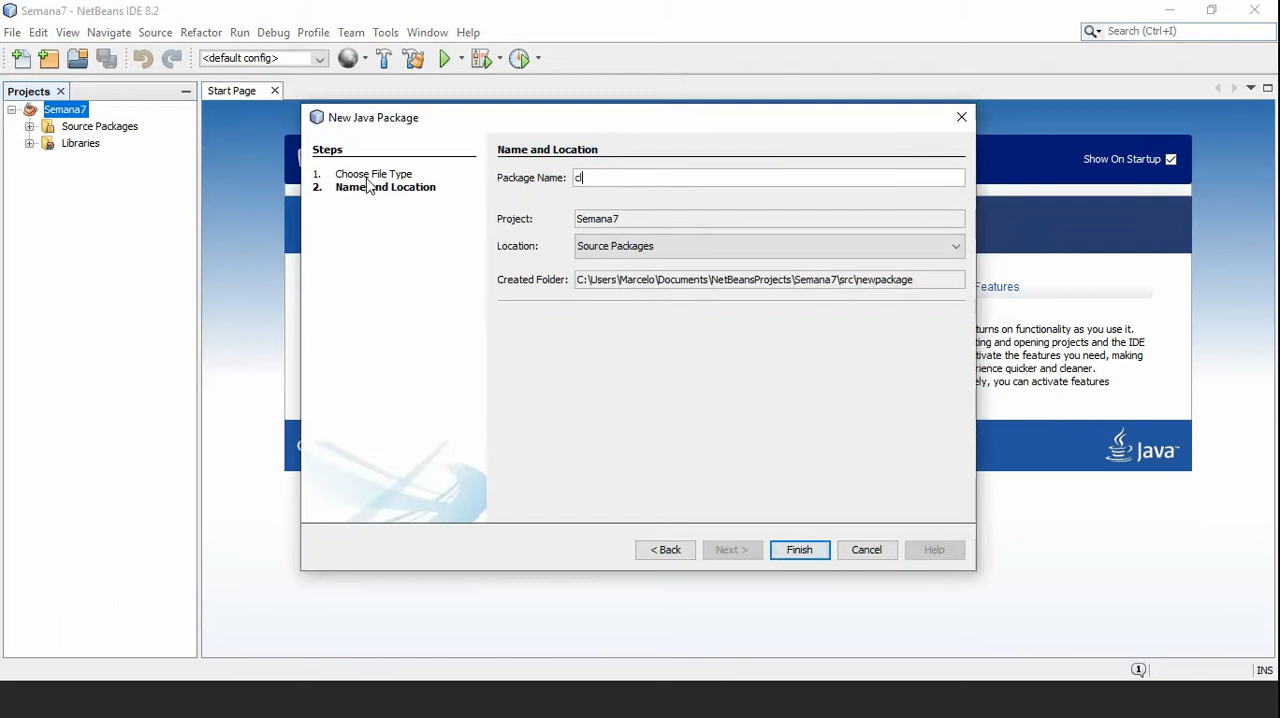 Semana7 - NetBeans IDE 8.2
File Edit View Navigate Source Refactor Run Debug Profile Team Tools Window Help
Search (Ctrl+I)
<default config>
Projects
Start Page
Semana7
Source Packages
Libraries
Show On Startup
New Java Package
Steps
1. Choose File Type
2. Name and Location
Name and Location
Package Name: cl
Project: Semana7
Location: Source Packages
Created Folder: C:\Users\Marcelo\Documents\NetBeansProjects\Semana7\src\newpackage
Features
turns on functionality as you use it.
ting and opening projects and the IDE
tivate the features you need, making
rience quicker and cleaner.
ely, you can activate features
Java™
< Back Next > Finish Cancel Help
1
INS